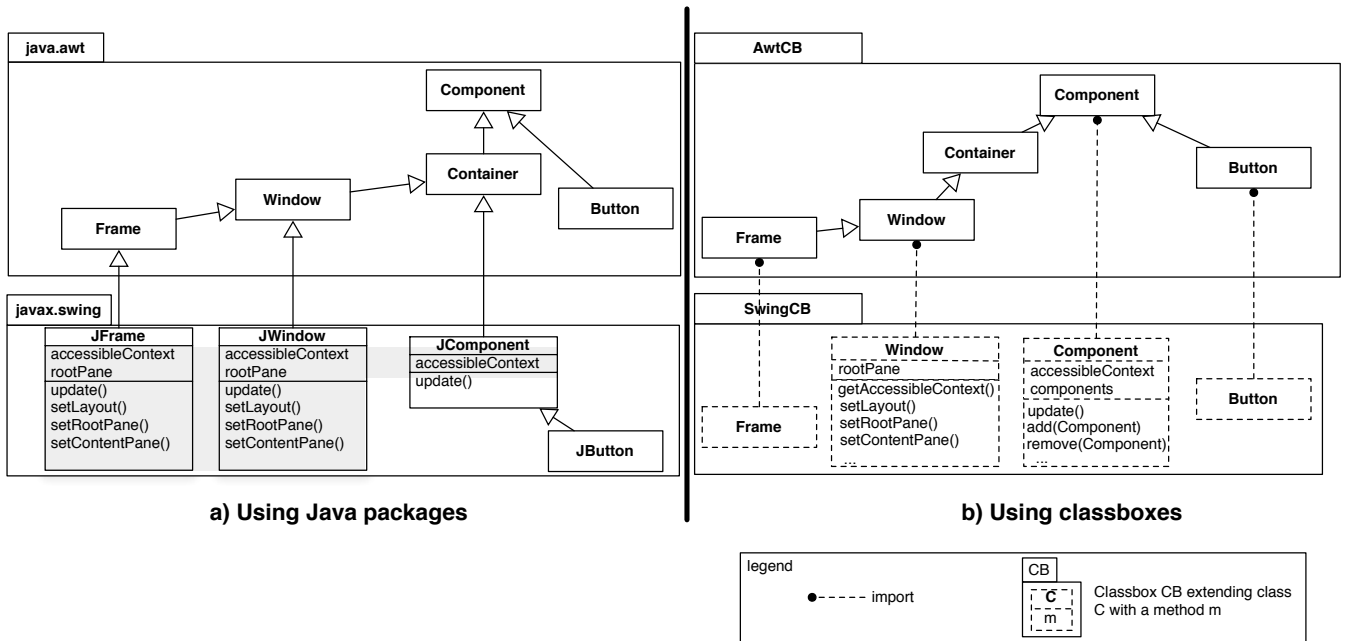 java.awt
Component
Container
Window
Button
Frame
javax.swing
JFrame
accessibleContext
rootPane
update()
setLayout()
setRootPane()
setContentPane()
JWindow
accessibleContext
rootPane
update()
setLayout()
setRootPane()
setContentPane()
JComponent
accessibleContext
update()
JButton
a) Using Java packages
AwtCB
Component
Container
Button
Window
Frame
SwingCB
Frame
Window
rootPane
getAccessibleContext()
setLayout()
setRootPane()
setContentPane()
...
Component
accessibleContext
components
update()
add(Component)
remove(Component)
...
Button
b) Using classboxes
legend
import
CB
C
m
Classbox CB extending class
C with a method m